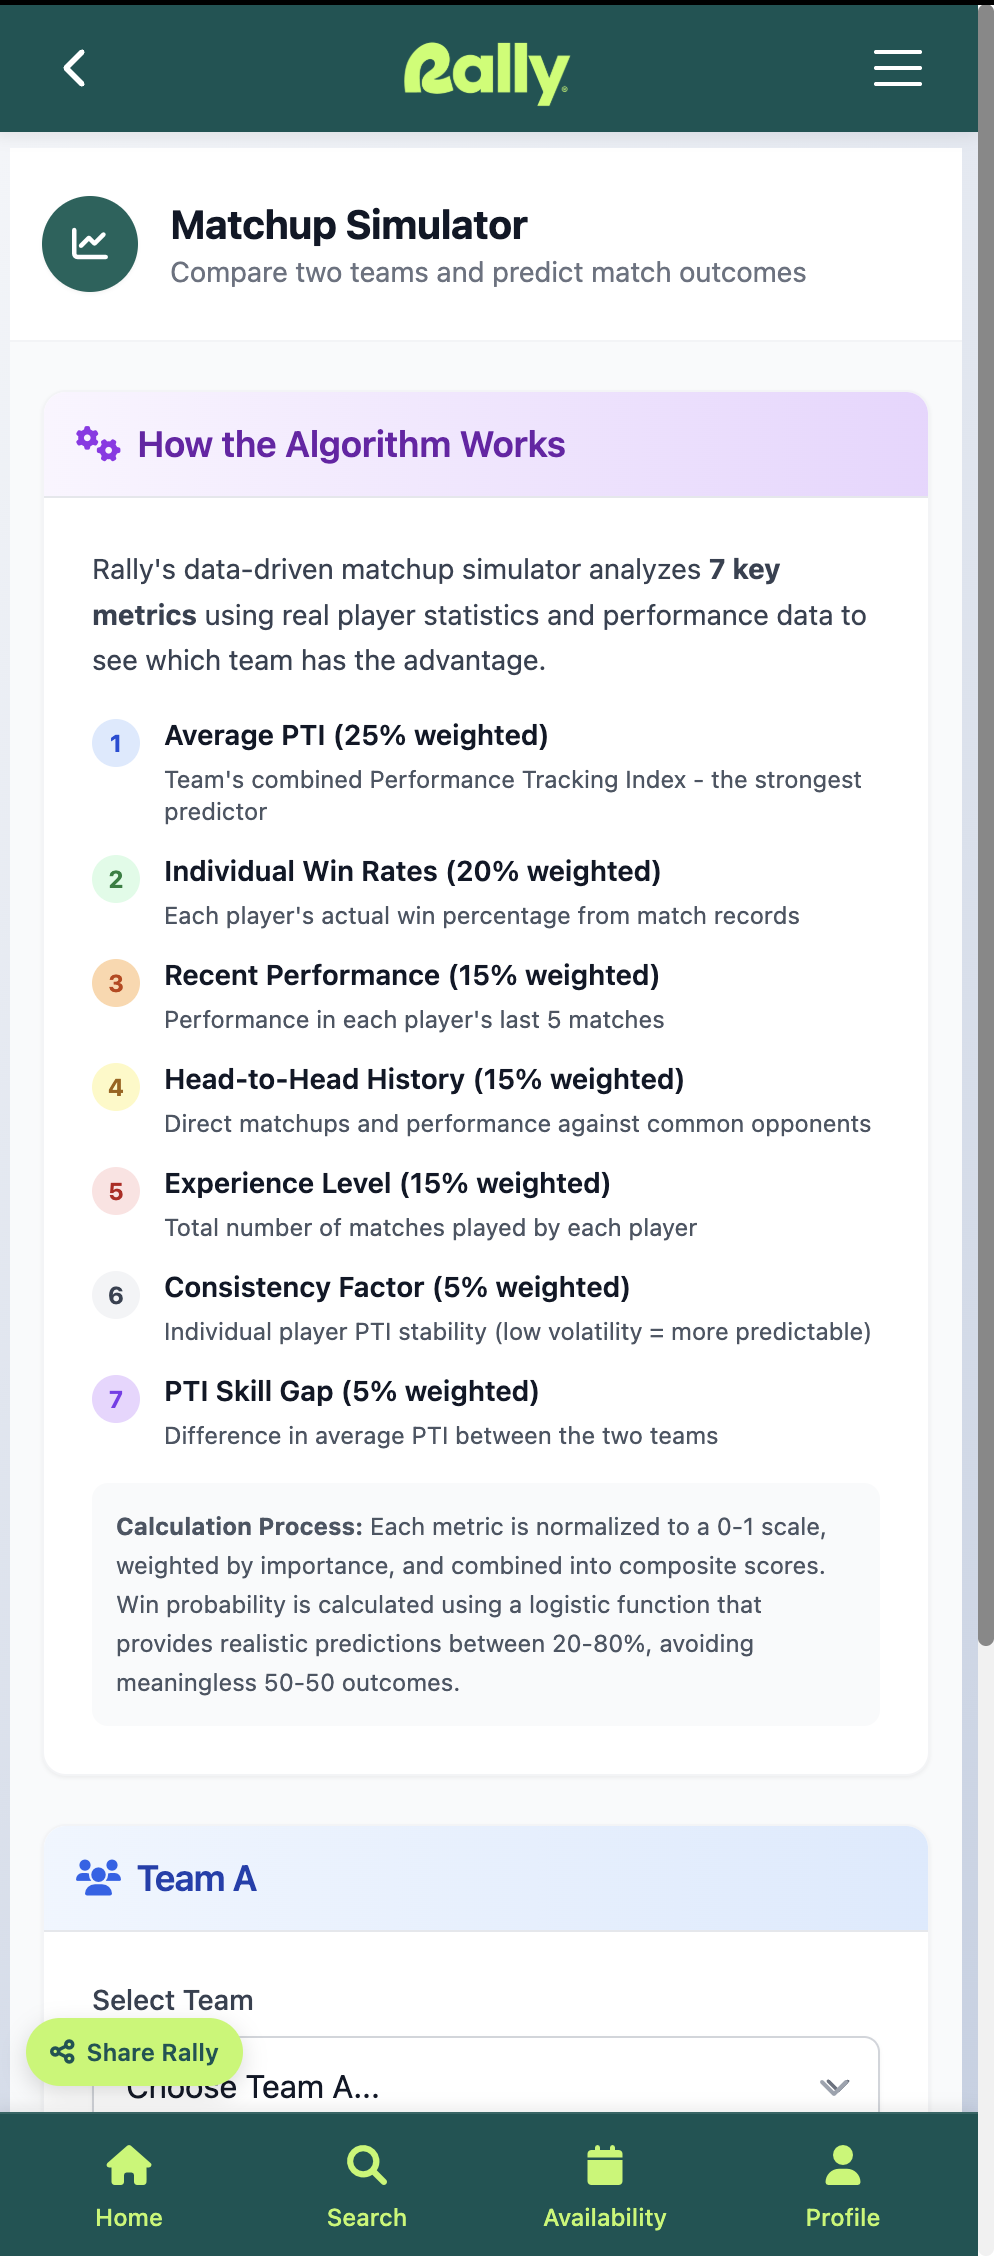 Rally
Matchup Simulator
Compare two teams and predict match outcomes
How the Algorithm Works
Rally's data-driven matchup simulator analyzes 7 key
metrics using real player statistics and performance data to
see which team has the advantage.
1
Average PTI (25% weighted)
Team's combined Performance Tracking Index - the strongest
predictor
2
Individual Win Rates (20% weighted)
Each player's actual win percentage from match records
3
Recent Performance (15% weighted)
Performance in each player's last 5 matches
4
Head-to-Head History (15% weighted)
Direct matchups and performance against common opponents
5
Experience Level (15% weighted)
Total number of matches played by each player
6
Consistency Factor (5% weighted)
Individual player PTI stability (low volatility = more predictable)
7
PTI Skill Gap (5% weighted)
Difference in average PTI between the two teams
Calculation Process: Each metric is normalized to a 0-1 scale,
weighted by importance, and combined into composite scores.
Win probability is calculated using a logistic function that
provides realistic predictions between 20-80%, avoiding
meaningless 50-50 outcomes.
Team A
Select Team
Share Rally
Choose Team A...
Home
Search
Availability
Profile